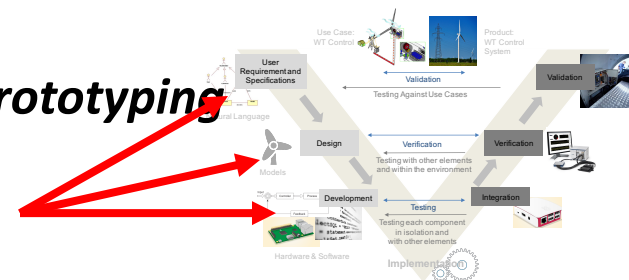 Use Case:
WT Control
Product:
WT Control
System
User
Requirement and
Specifications
Validation
Validation
Testing Against Use Cases
rototyping
ural Language
Design
Verification
Verification
Testing with other elements
and within the environment
Models
Development
Testing
Integration
Testing each component
in isolation and
with other elements
Hardware & Software
Implementation